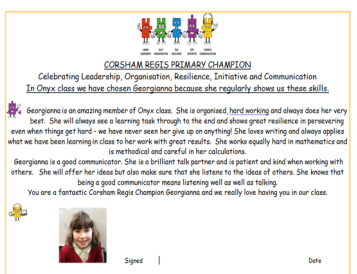 CORSHAM REGIS PRIMARY CHAMPION
Celebrating Leadership, Organisation, Resilience, Initiative and Communication
In Onyx class we have chosen Georgianna because she regularly shows us these skills.
Georgianna is an amazing member of Onyx class. She is organised, hard working and always does her very
best. She will always see a learning task through to the end and shows great resilience in persevering
even when things get hard - we have never seen her give up on anything! She loves writing and always applies
what we have been learning in class to her work with great results. She works equally hard in mathematics and
is methodical and careful in her calculations.
Georgianna is a good communicator. She is a brilliant talk partner and is patient and kind when working with
others. She will offer her ideas but also make sure that she listens to the ideas of others. She knows that
being a good communicator means listening well as well as talking.
You are a fantastic Corsham Regis Champion Georgianna and we really love having you in our class.
Signed
Date